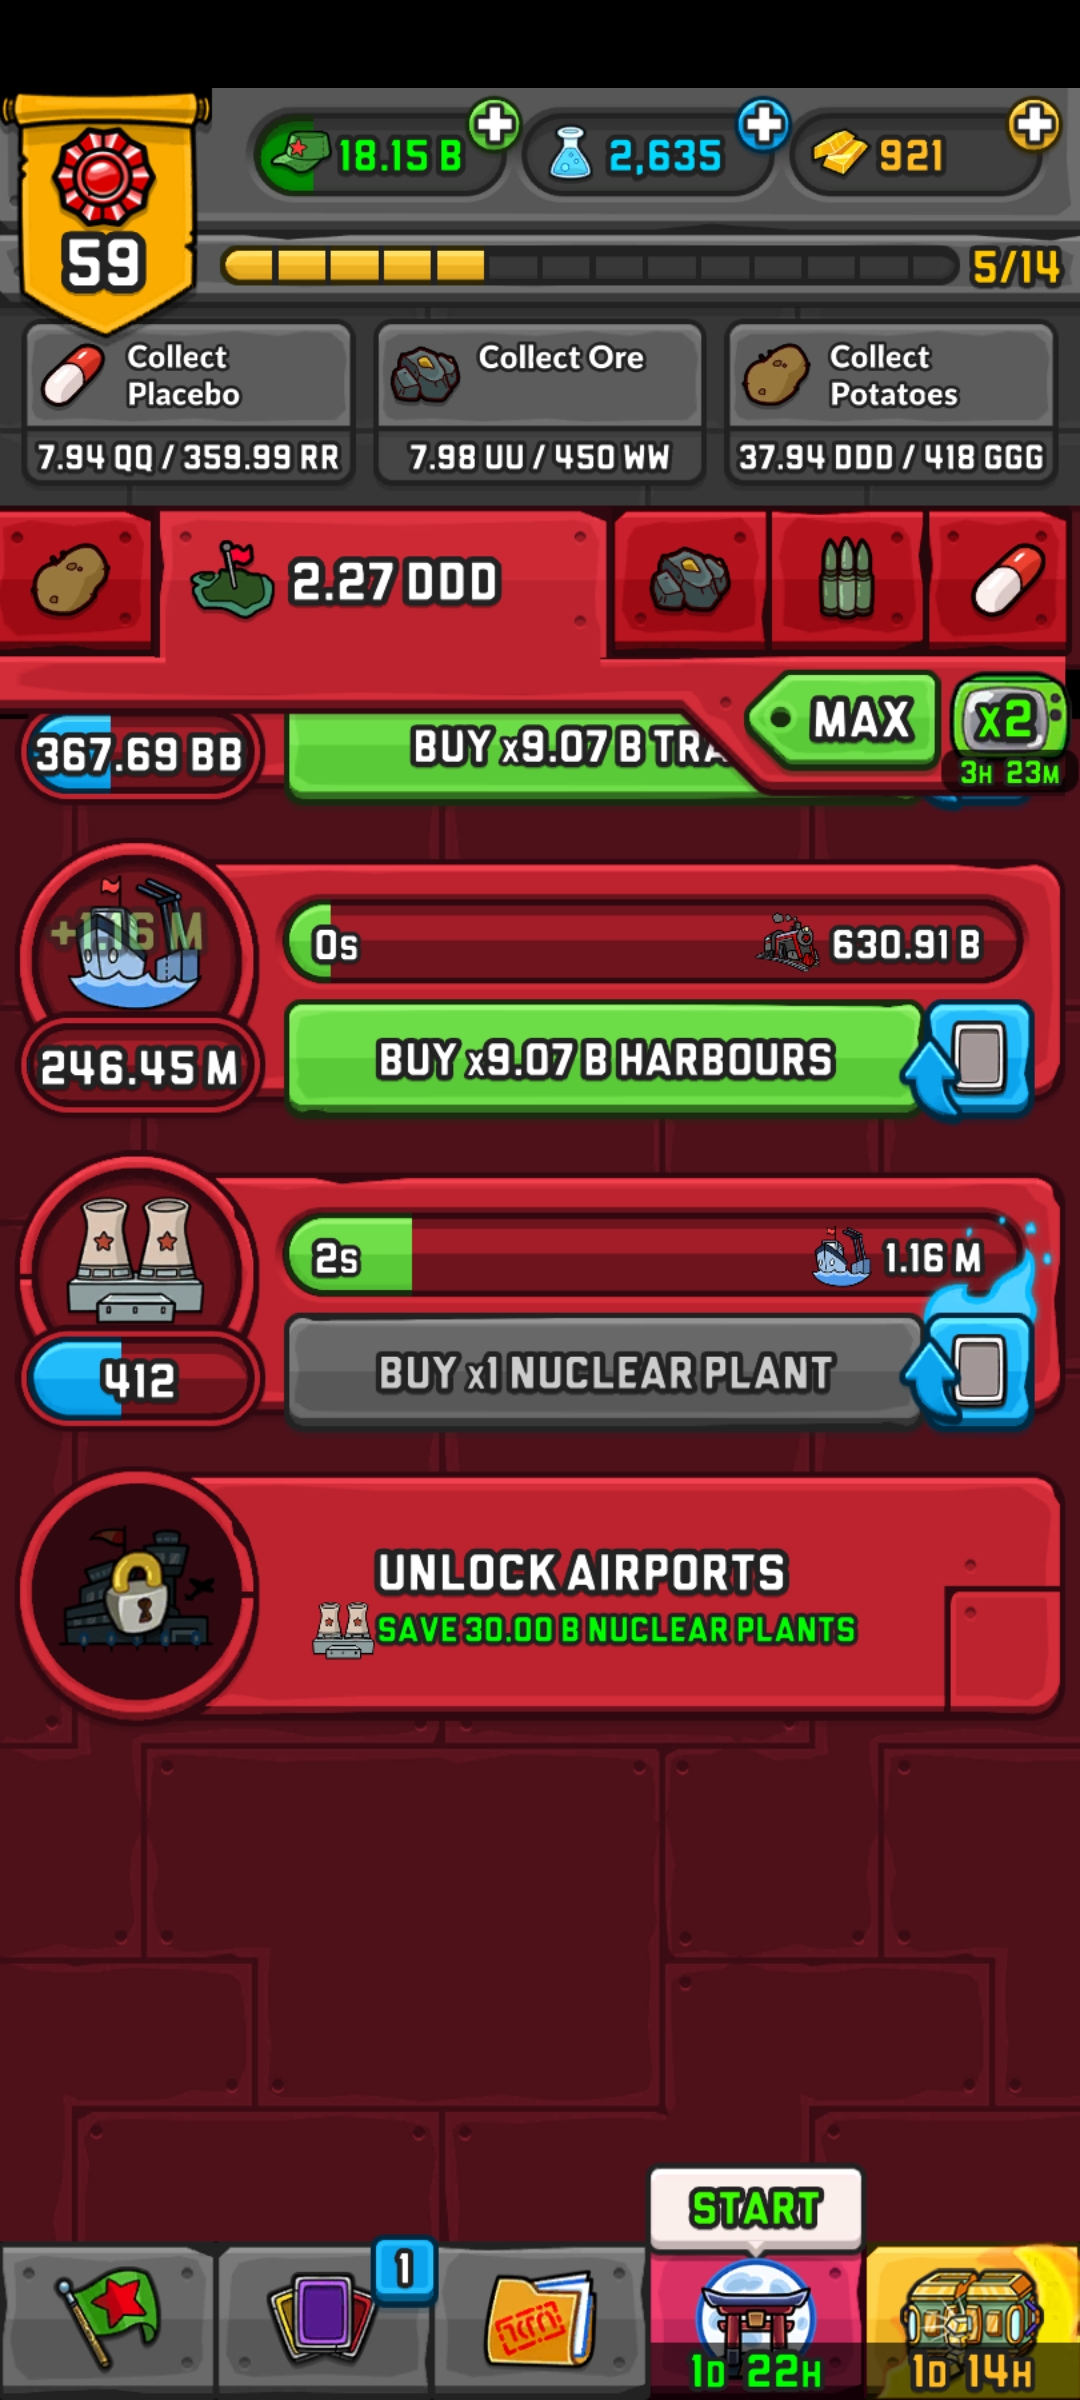 18.15 B
2,635
921
59
5/14
Collect
Placebo
7.94 QQ / 359.99 RR
Collect Ore
7.98 UU / 450 WW
Collect
Potatoes
37.94 DDD / 418 GGG
2.27 DDD
MAX
x2
3H 23M
367.69 BB
BUY x9.07 B TRA
+1.16 M
0s
630.91 B
246.45 M
BUY x9.07 B HARBOURS
2s
1.16 M
412
BUY x1 NUCLEAR PLANT
UNLOCK AIRPORTS
SAVE 30.00 B NUCLEAR PLANTS
START
1
1D 22H
1D 14H